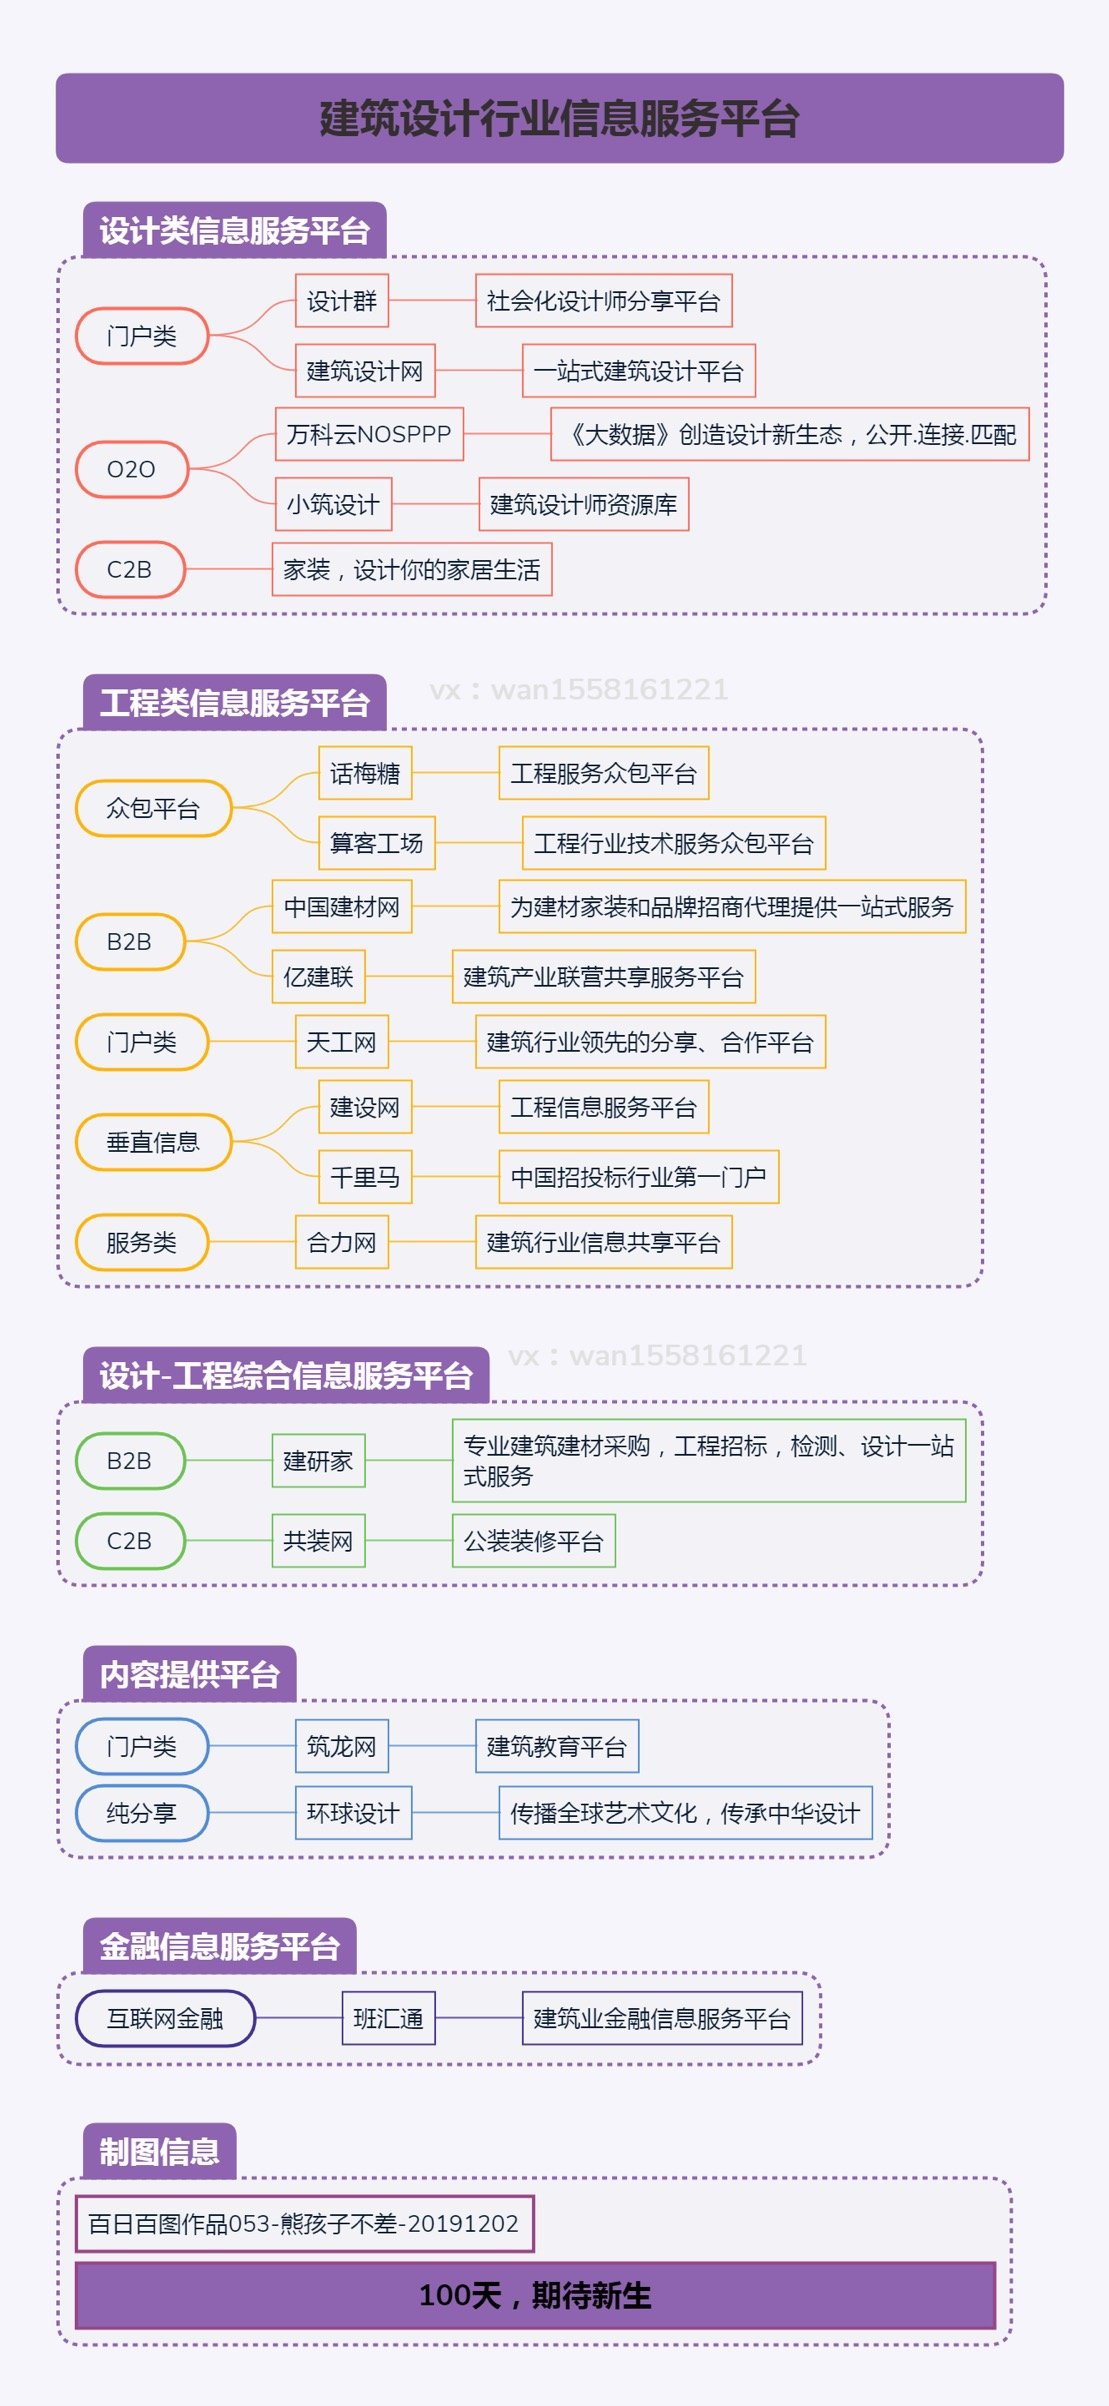 建筑设计行业信息服务平台
设计类信息服务平台
门户类
设计群
社会化设计师分享平台
建筑设计网
一站式建筑设计平台
O2O
万科云NOSPPP
《大数据》创造设计新生态，公开.连接.匹配
小筑设计
建筑设计师资源库
C2B
家装，设计你的家居生活
工程类信息服务平台
vx：wan1558161221
众包平台
话梅糖
工程服务众包平台
算客工场
工程行业技术服务众包平台
B2B
中国建材网
为建材家装和品牌招商代理提供一站式服务
亿建联
建筑产业联营共享服务平台
门户类
天工网
建筑行业领先的分享、合作平台
垂直信息
建设网
工程信息服务平台
千里马
中国招投标行业第一门户
服务类
合力网
建筑行业信息共享平台
设计-工程综合信息服务平台
vx：wan1558161221
B2B
建研家
专业建筑建材采购，工程招标，检测、设计一站
式服务
C2B
共装网
公装装修平台
内容提供平台
门户类
筑龙网
建筑教育平台
纯分享
环球设计
传播全球艺术文化，传承中华设计
金融信息服务平台
互联网金融
班汇通
建筑业金融信息服务平台
制图信息
百日百图作品053-熊孩子不差-20191202
100天，期待新生